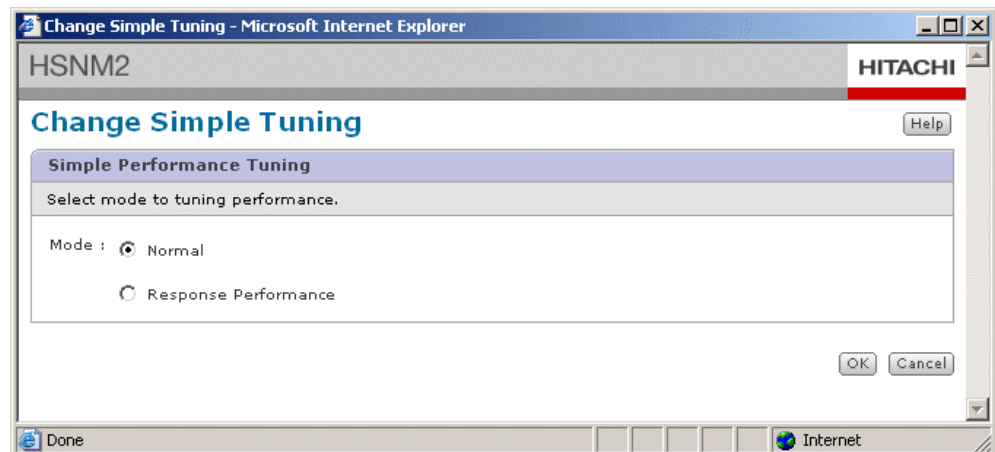 Change Simple Tuning - Microsoft Internet Explorer
HSNM2
HITACHI
Change Simple Tuning
Help
Simple Performance Tuning
Select mode to tuning performance.
Mode : Normal
Response Performance
OK Cancel
Done Internet